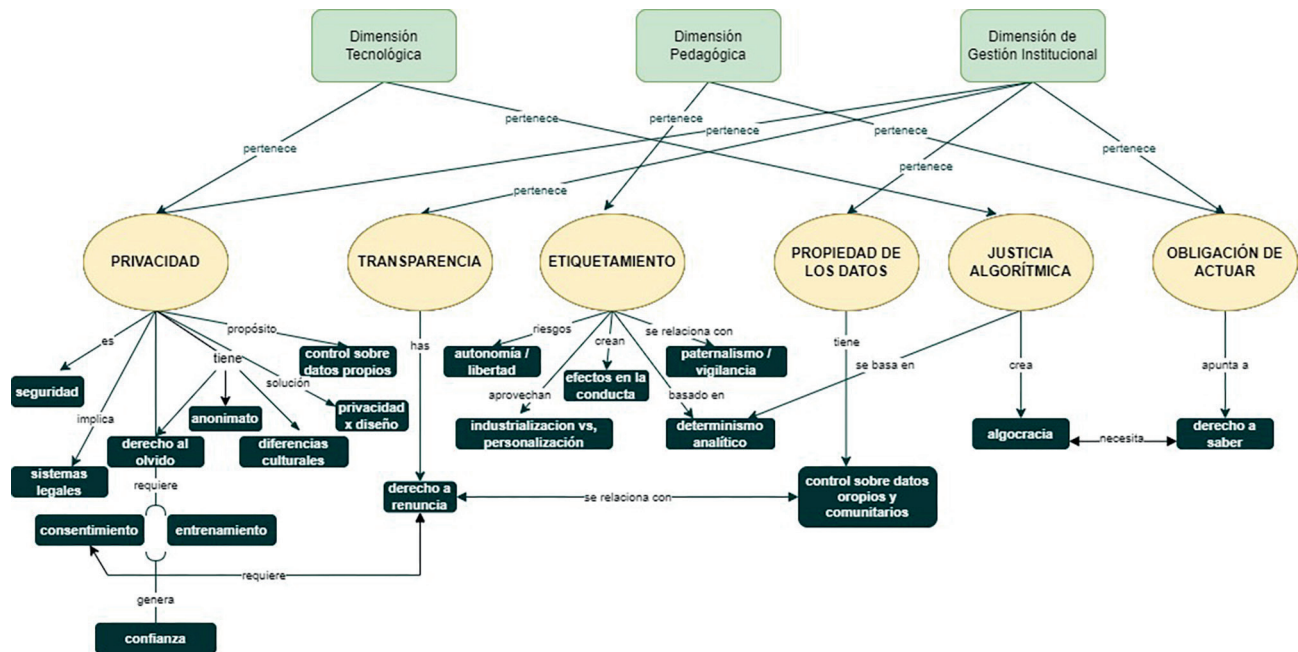 Dimensión
Tecnológica
Dimensión
Pedagógica
Dimensión de
Gestión Institucional
pertenece
pertenece
pertenece
pertenece
pertenece
pertenece
pertenece
pertenece
pertenece
PRIVACIDAD
TRANSPARENCIA
ETIQUETAMIENTO
PROPIEDAD DE
LOS DATOS
JUSTICIA
ALGORÍTMICA
OBLIGACIÓN DE
ACTUAR
es
implica
tiene
propósito
solución
has
riesgos
crean
se relaciona con
aprovechan
basado en
tiene
se basa en
crea
apunta a
seguridad
sistemas
legales
derecho al
olvido
anonimato
diferencias
culturales
control sobre
datos propios
privacidad
x diseño
autonomía /
libertad
efectos en la
conducta
paternalismo /
vigilancia
industrializacion vs,
personalización
determinismo
analítico
algocracia
necesita
derecho a
saber
requiere
consentimiento
entrenamiento
derecho a
renuncia
se relaciona con
control sobre datos
oropios y
comunitarios
requiere
genera
confianza